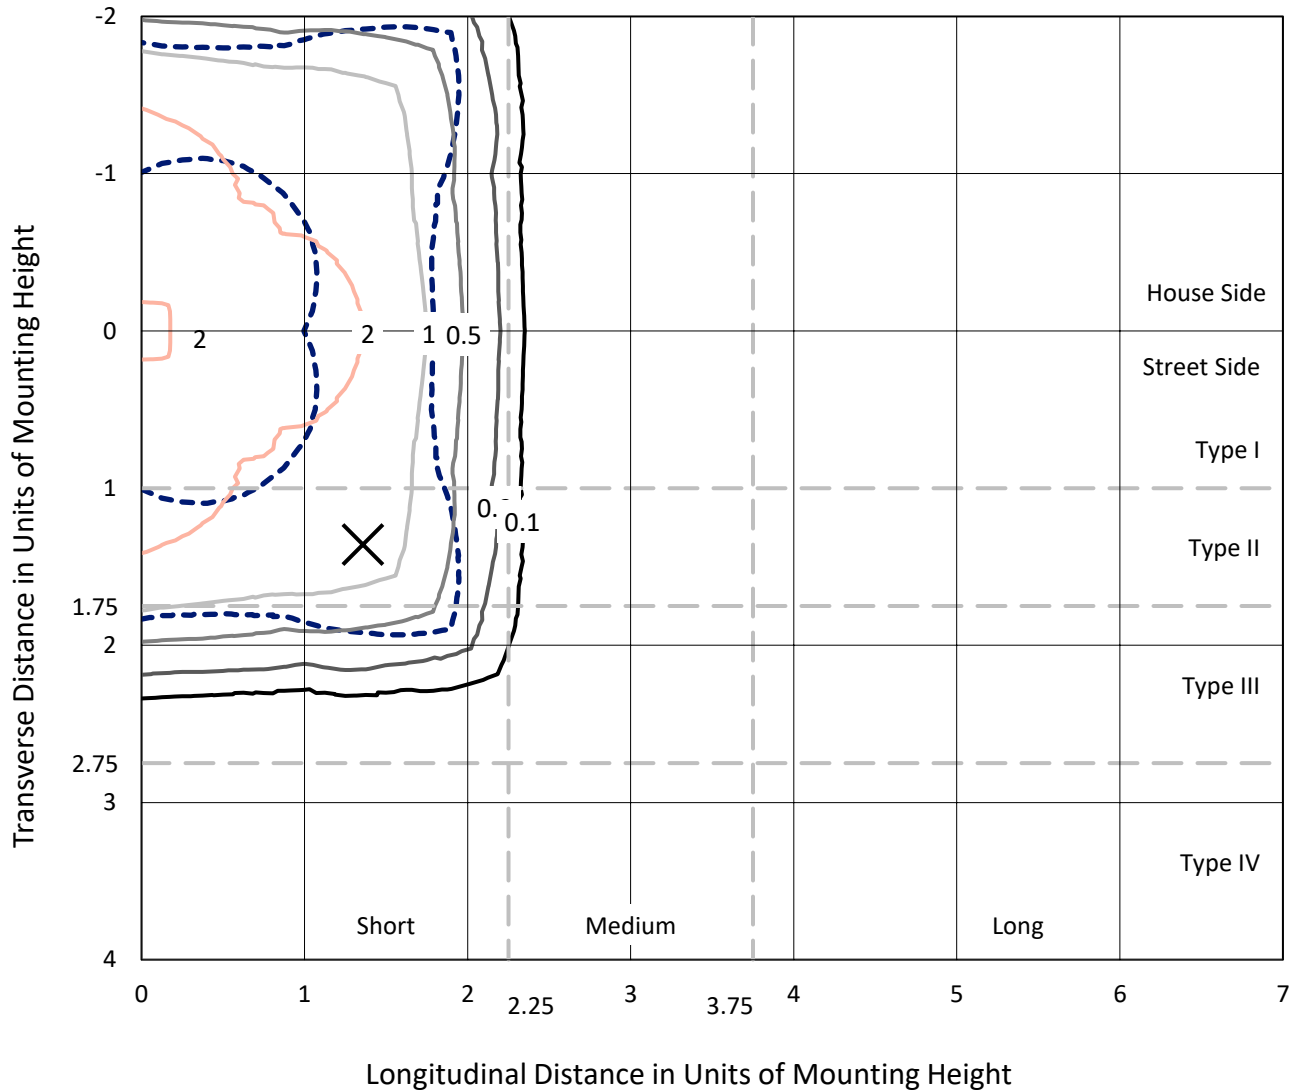 -2
-1
House Side
0
2
2
1
0.5
Street Side
Type I
1
0.
0.1
Type II
1.75
2
Type III
2.75
3
Type IV
Short
Medium
Long
4
0
1
2
2.25
3
3.75
4
5
6
7
Transverse Distance in Units of Mounting Height
Longitudinal Distance in Units of Mounting Height